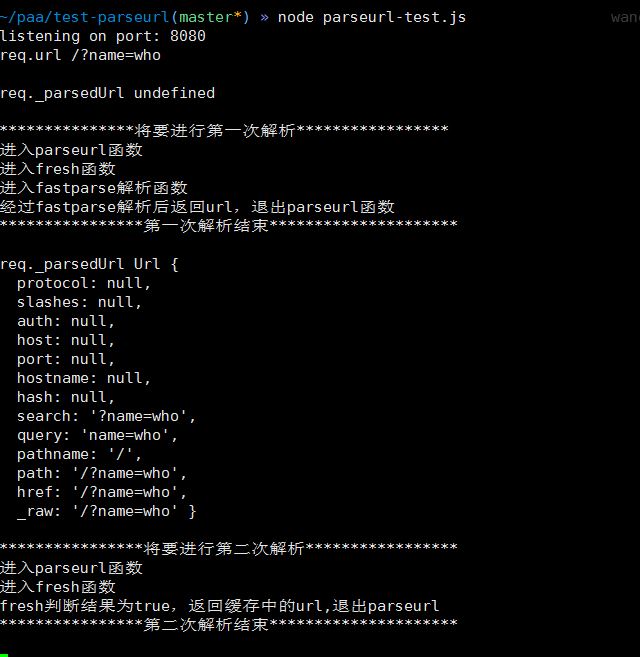 ~/paa/test-parseurl(master*) » node parseurl-test.js
listening on port: 8080
req.url /?name=who
req._parsedUrl undefined
***************将要进行第一次解析*****************
进入parseurl函数
进入fresh函数
进入fastparse解析函数
经过fastparse解析后返回url，退出parseurl函数
****************第一次解析结束*********************
req._parsedUrl Url {
protocol: null,
slashes: null,
auth: null,
host: null,
port: null,
hostname: null,
hash: null,
search: '?name=who',
query: 'name=who',
pathname: '/',
path: '/?name=who',
href: '/?name=who',
_raw: '/?name=who' }
****************将要进行第二次解析*****************
进入parseurl函数
进入fresh函数
fresh判断结果为true，返回缓存中的url,退出parseurl
****************第二次解析结束*********************